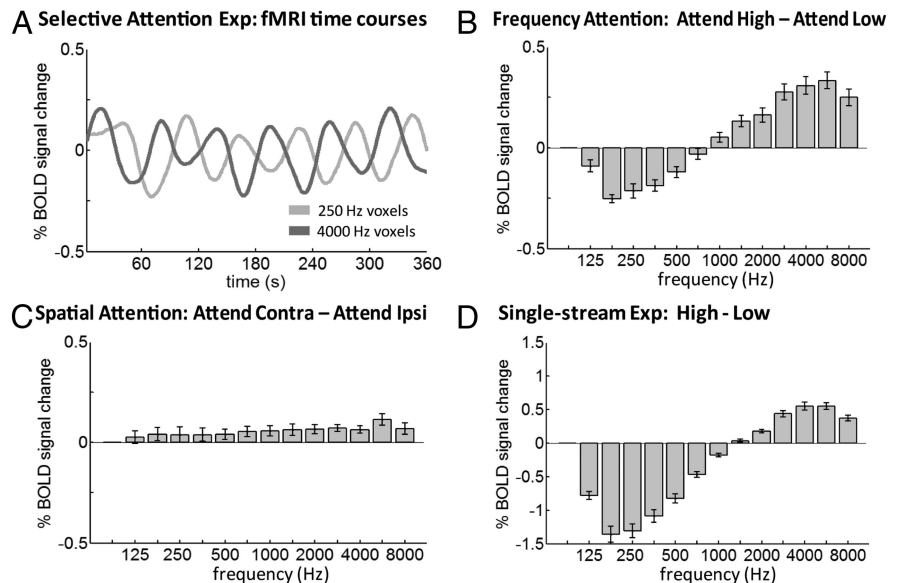 A Selective Attention Exp: fMRI time courses
0.5
0
-0.5
% BOLD signal change
250 Hz voxels
4000 Hz voxels
60 120 180 240 300 360
time (s)
B Frequency Attention: Attend High – Attend Low
0.5
0
-0.5
% BOLD signal change
125 250 500 1000 2000 4000 8000
frequency (Hz)
C Spatial Attention: Attend Contra – Attend Ipsi
0.5
0
-0.5
% BOLD signal change
125 250 500 1000 2000 4000 8000
frequency (Hz)
D Single-stream Exp: High - Low
1.5
1
0.5
0
-0.5
-1
-1.5
% BOLD signal change
125 250 500 1000 2000 4000 8000
frequency (Hz)